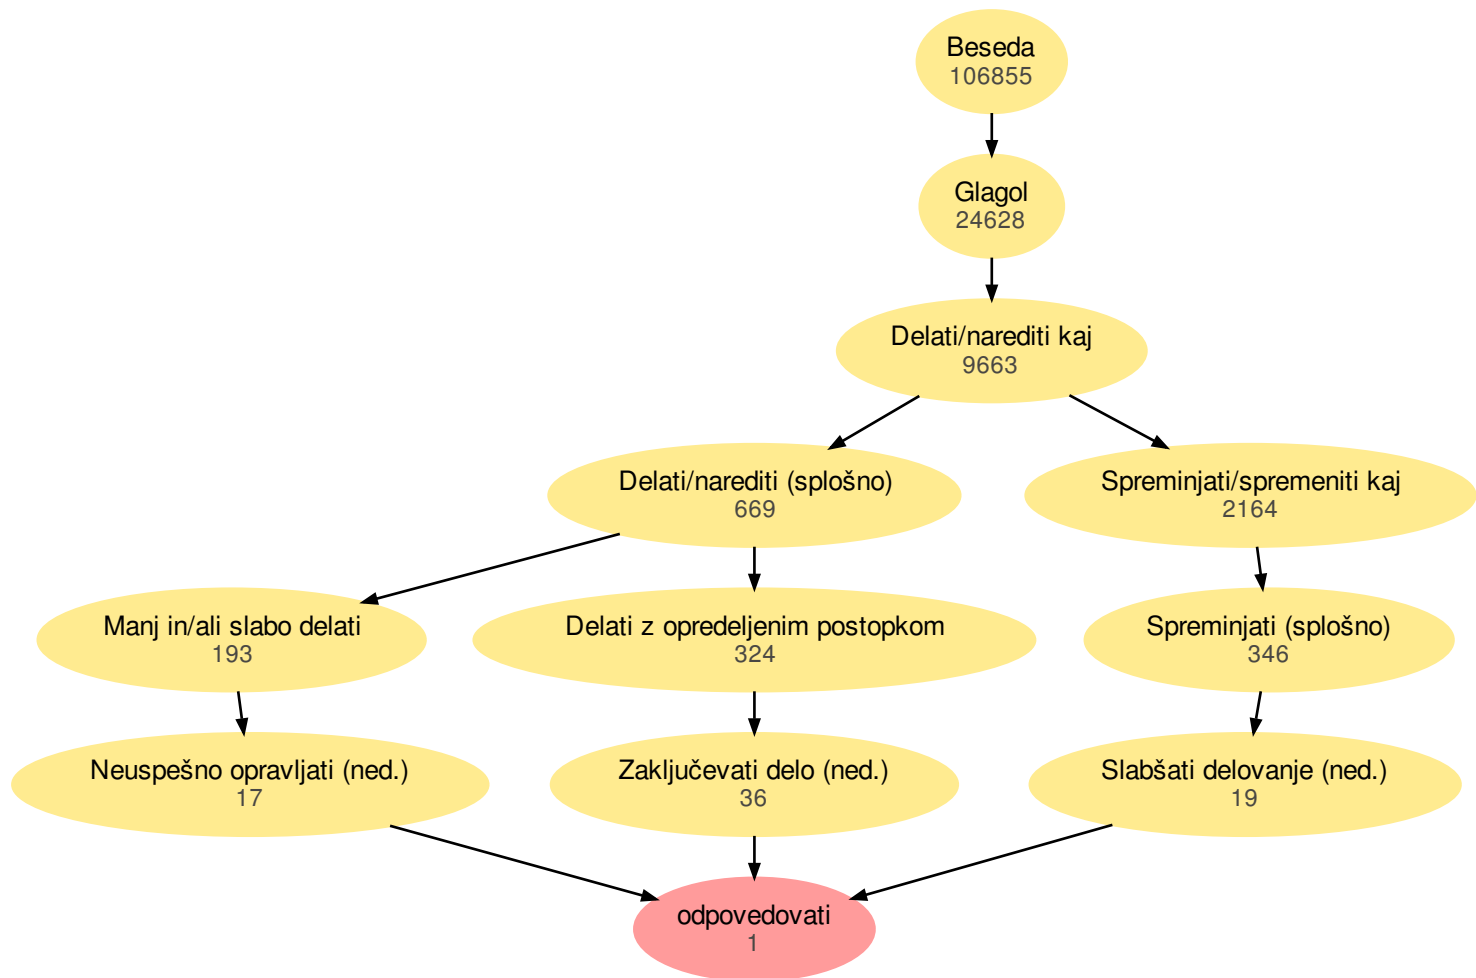 Beseda
106855
Glagol
24628
Delati/narediti kaj
9663
Delati/narediti (splošno)
669
Spreminjati/spremeniti kaj
2164
Manj in/ali slabo delati
193
Delati z opredeljenim postopkom
324
Spreminjati (splošno)
346
Neuspešno opravljati (ned.)
17
Zaključevati delo (ned.)
36
Slabšati delovanje (ned.)
19
odpovedovati
1